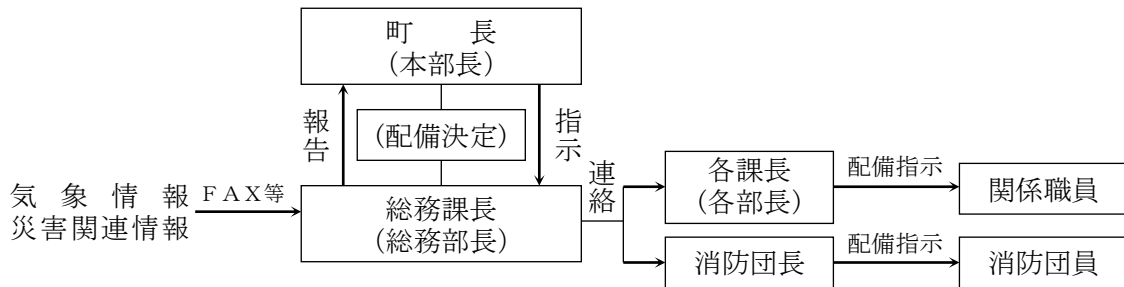 町　　長
(本部長)
報告
(配備決定)
指示
気象情報
災害関連情報
ＦＡＸ等
総務課長
(総務部長)
連絡
各課長
(各部長)
配備指示
関係職員
消防団長
配備指示
消防団員